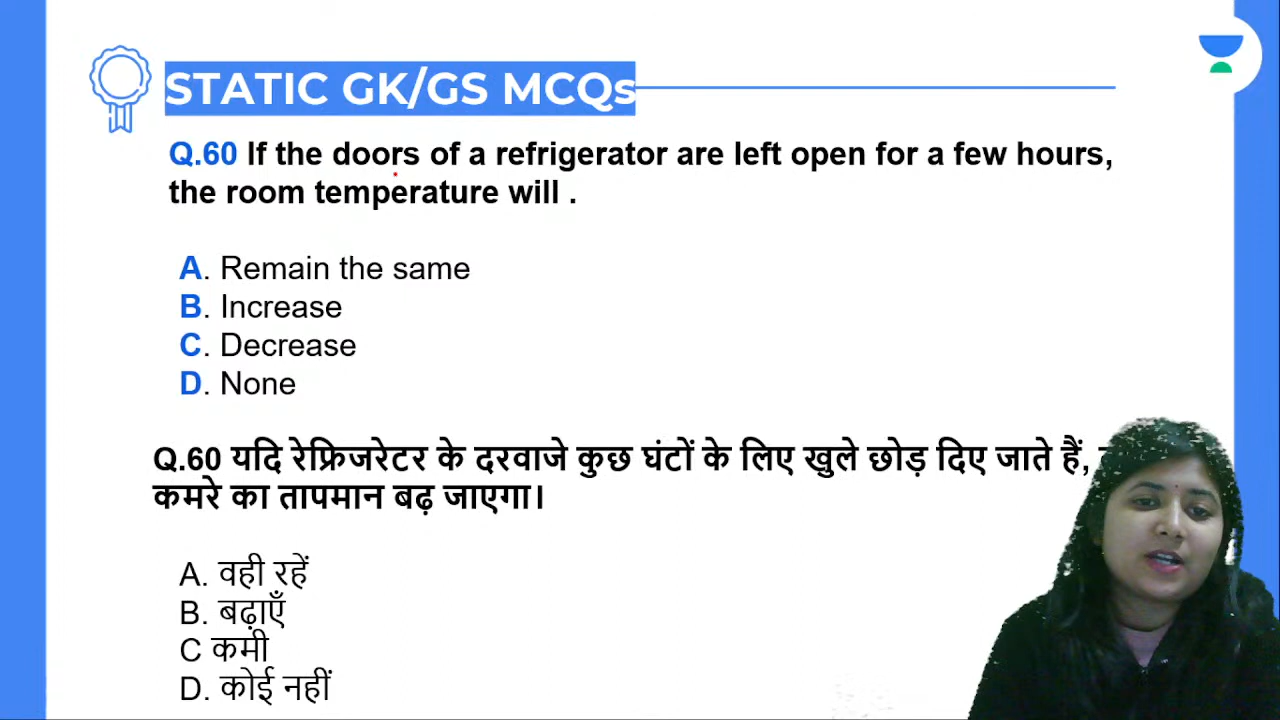 STATIC GK/GS MCQs
Q.60 If the doors of a refrigerator are left open for a few hours,
the room temperature will .
A. Remain the same
B. Increase
C. Decrease
D. None
Q.60 यदि रेफ्रिजरेटर के दरवाजे कुछ घंटों के लिए खुले छोड़ दिए जाते हैं,
कमरे का तापमान बढ़ जाएगा।
A. वही रहें
B. बढ़ाएँ
C कमी
D. कोई नहीं